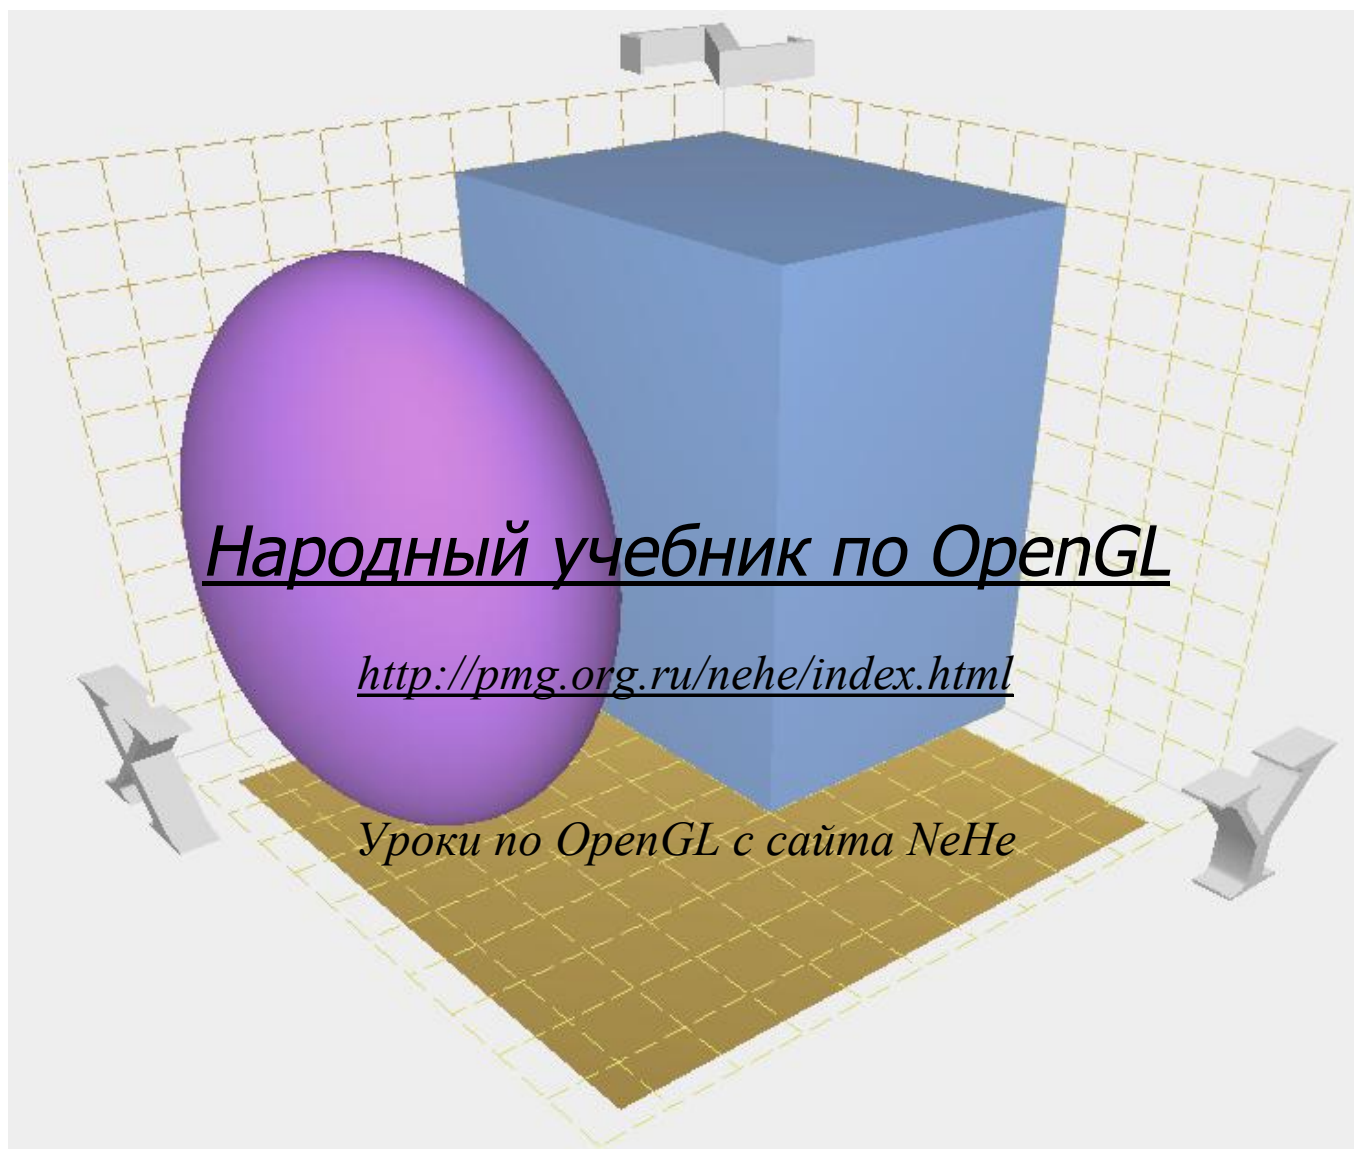 Z
Народный учебник по OpenGL
http://pmg.org.ru/nehe/index.html
X
Y
Уроки по OpenGL с сайта NeHe